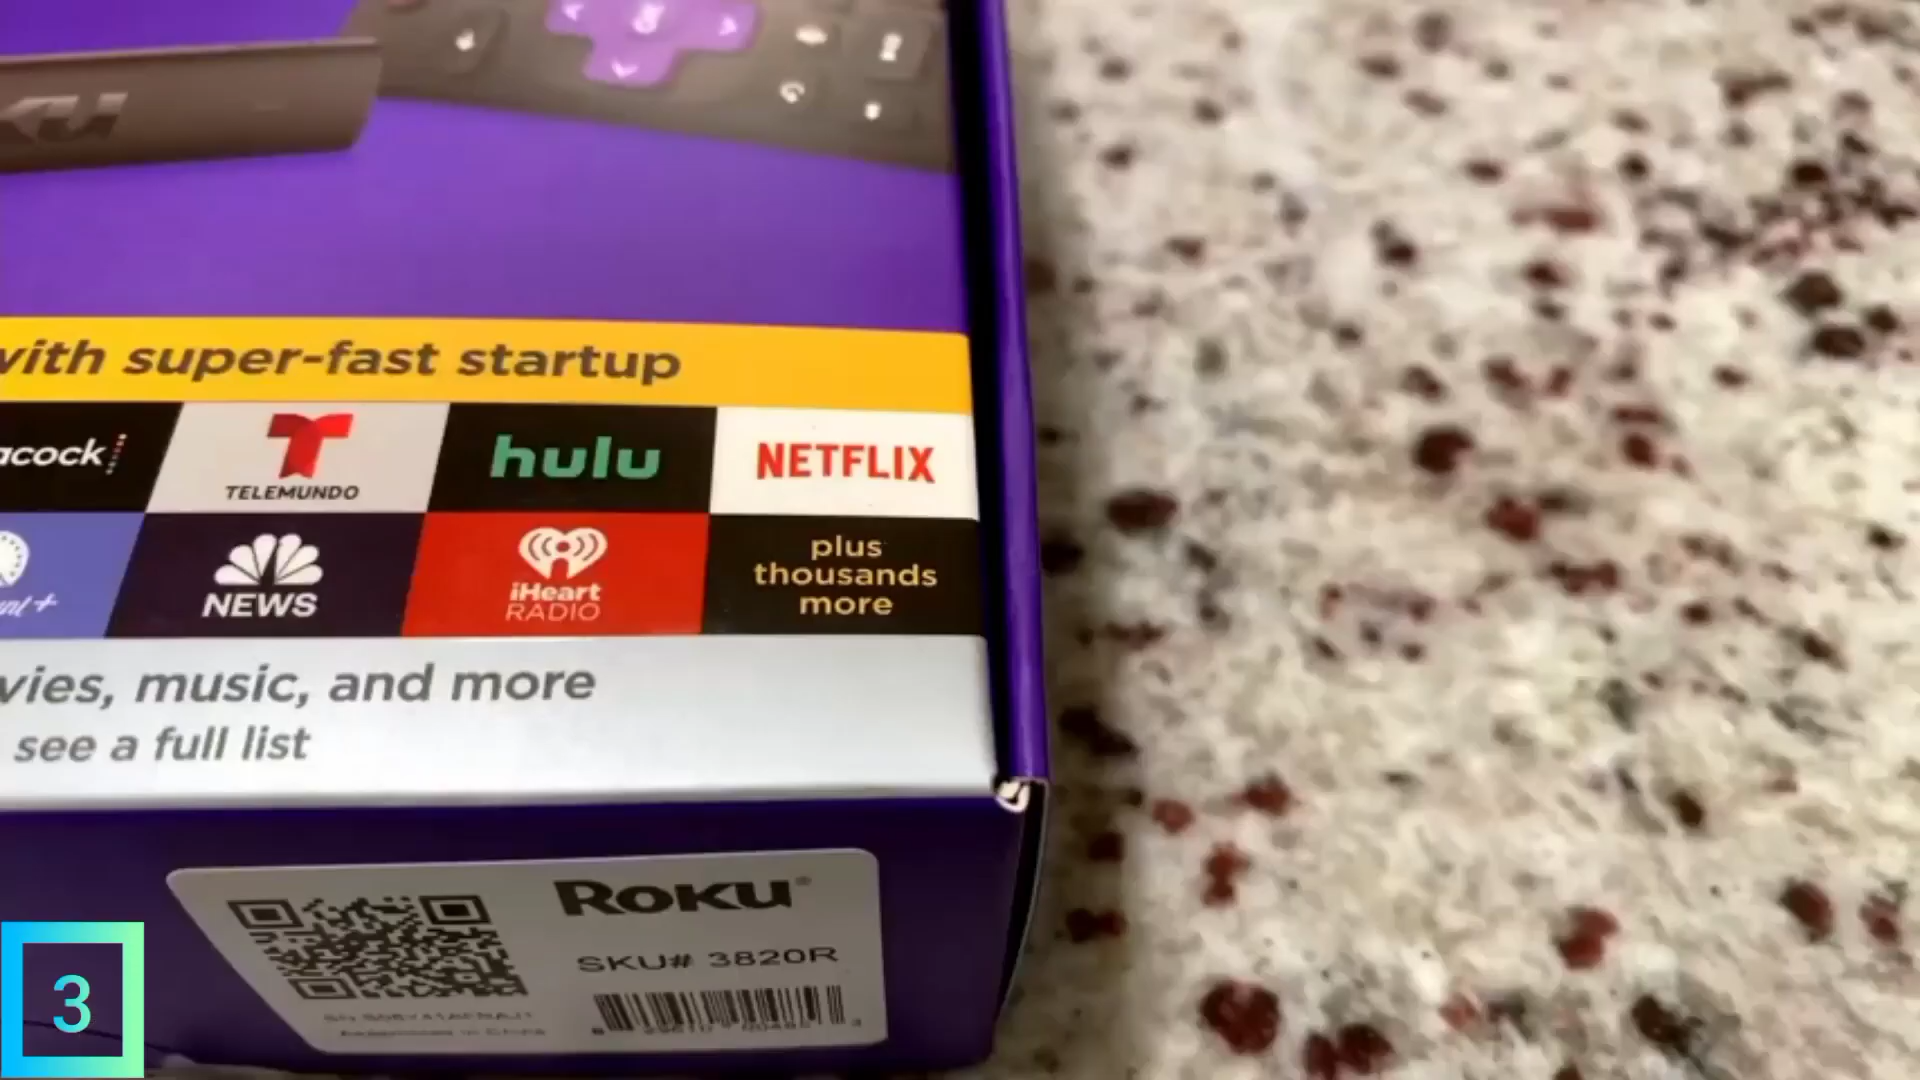 OK
with super-fast startup
TELEMUNDO
hulu
NETFLIX
NEWS
iHeart
RADIO
plus
thousands
more
music, and more
see a full list
ROKU®
SKU# 3820R
3